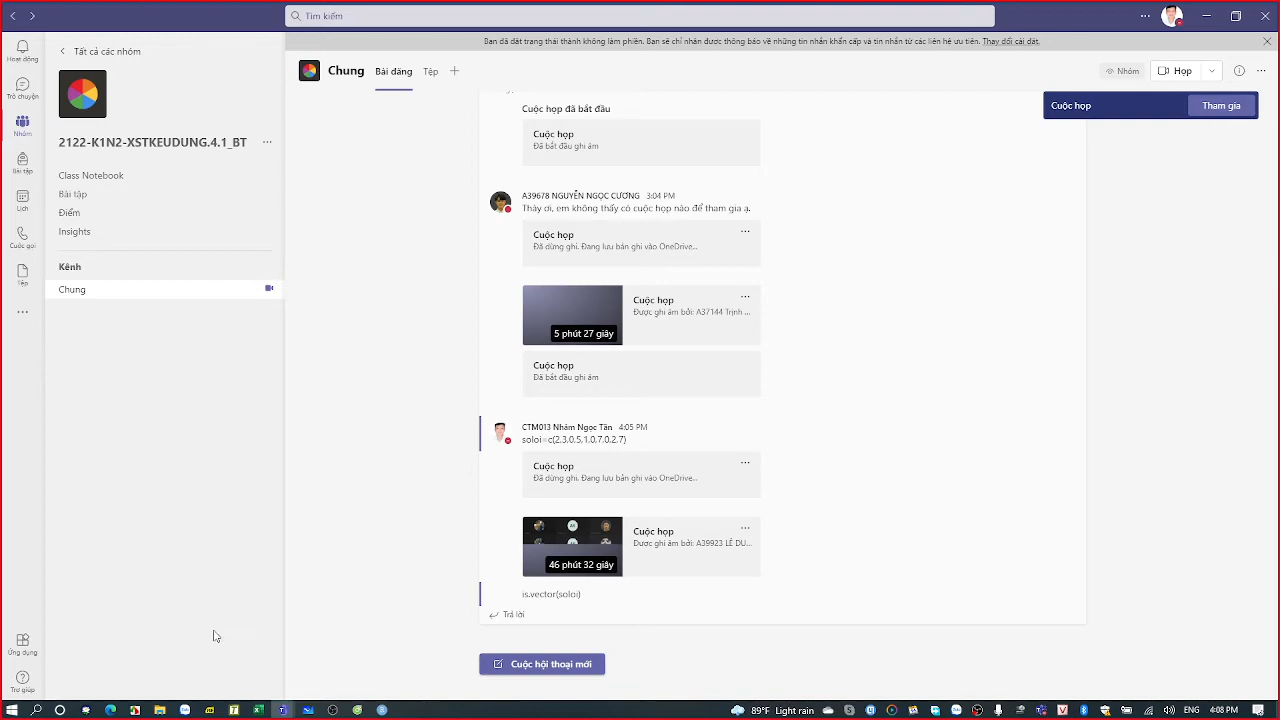 Tìm kiếm
Bạn đã đặt trạng thái thành không làm phiền. Bạn sẽ chỉ nhận được thông báo về những tin nhắn khẩn cấp và tin nhắn từ các liên hệ ưu tiên. Thay đổi cài đặt.
Hoạt động
Trò chuyện
Nhóm
Bài tập
Lịch
Cuộc gọi
Tệp
Ứng dụng
Trợ giúp
Tất cả các nhóm
2122-K1N2-XSTKEUDUNG.4.1_BT
Class Notebook
Bài tập
Điểm
Insights
Kênh
Chung
Chung
Bài đăng
Tệp
Nhóm
Họp
Cuộc họp
Tham gia
Cuộc họp đã bắt đầu
Cuộc họp
Đã bắt đầu ghi âm
A39678 NGUYỄN NGỌC CƯƠNG 3:04 PM
Thày ơi, em không thấy có cuộc họp nào để tham gia ạ.
Cuộc họp
Đã dừng ghi. Đang lưu bản ghi vào OneDrive...
5 phút 27 giây
Cuộc họp
Được ghi âm bởi: A37144 Trịnh ...
Cuộc họp
Đã bắt đầu ghi âm
CTM013 Nhâm Ngọc Tần 4:05 PM
soloi=c(2,3,0,5,1,0,7,0,2,7)
Cuộc họp
Đã dừng ghi. Đang lưu bản ghi vào OneDrive...
46 phút 32 giây
Cuộc họp
Được ghi âm bởi: A39923 LÊ DU...
is.vector(soloi)
Trả lời
Cuộc hội thoại mới
89°F Light rain
4:08 PM